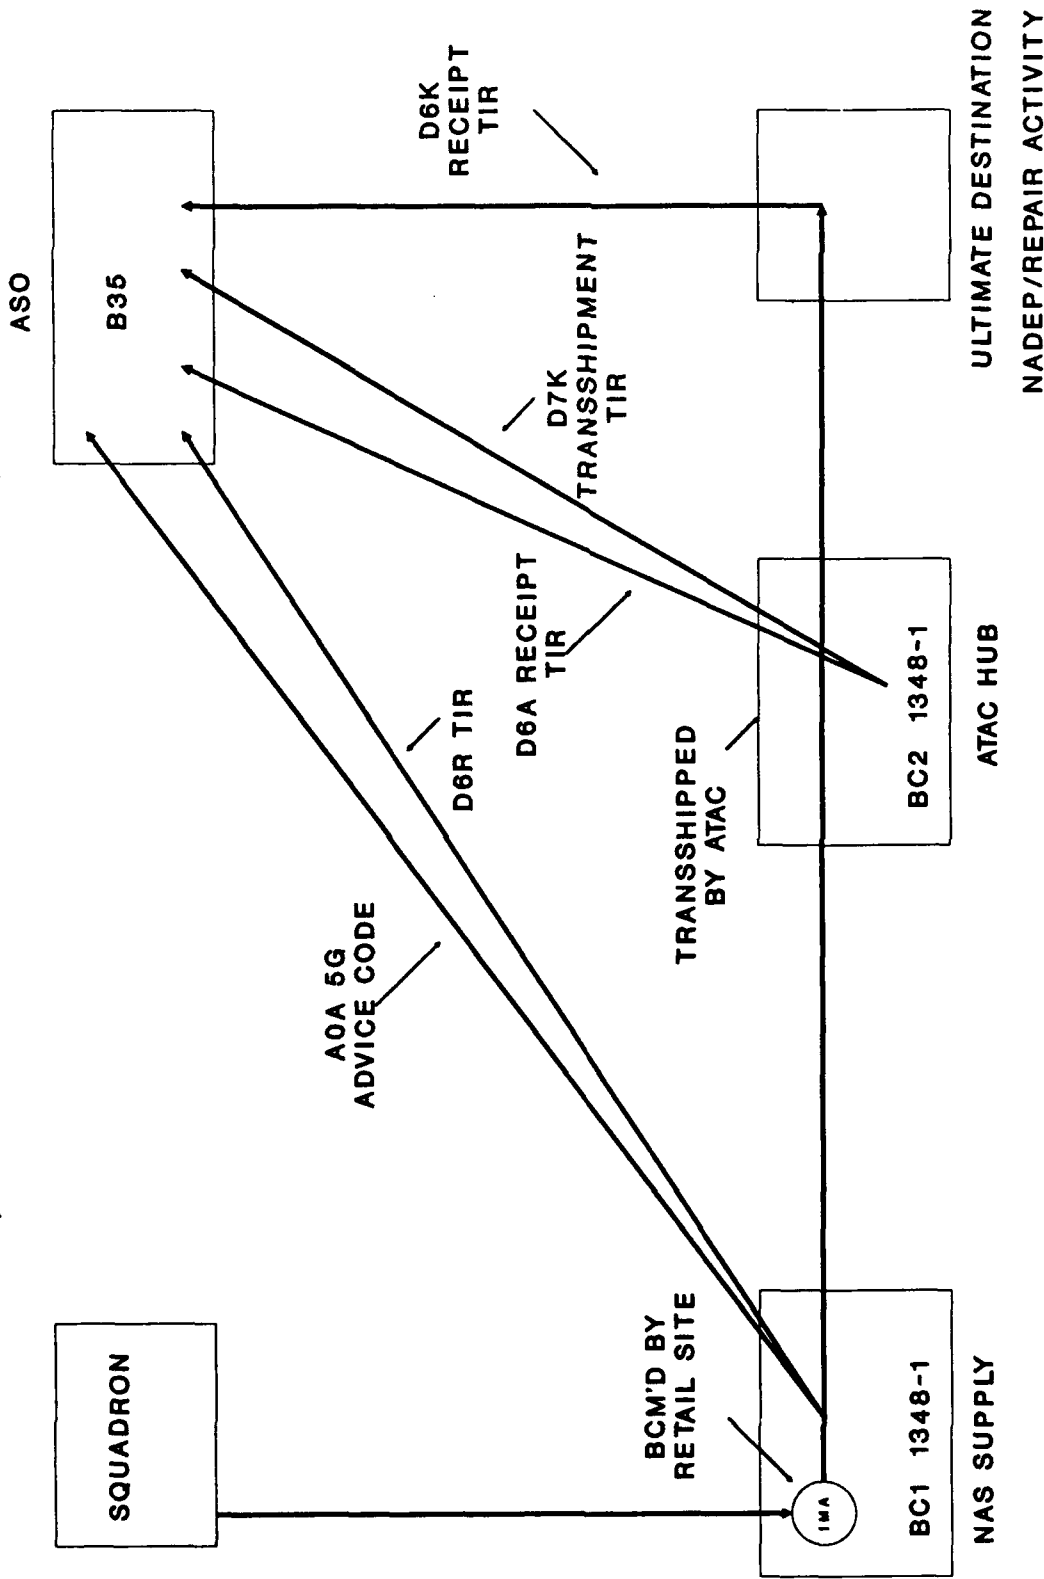 SQUADRON
ASO
B35
A0A 5G
ADVICE CODE
D6R TIR
D6A RECEIPT
TIR
D7K
TRANSSHIPMENT
TIR
D6K
RECEIPT
TIR
BCM'D BY
RETAIL SITE
TRANSSHIPPED
BY ATAC
IMA
BC1 1348-1
NAS SUPPLY
BC2 1348-1
ATAC HUB
ULTIMATE DESTINATION
NADEP/REPAIR ACTIVITY